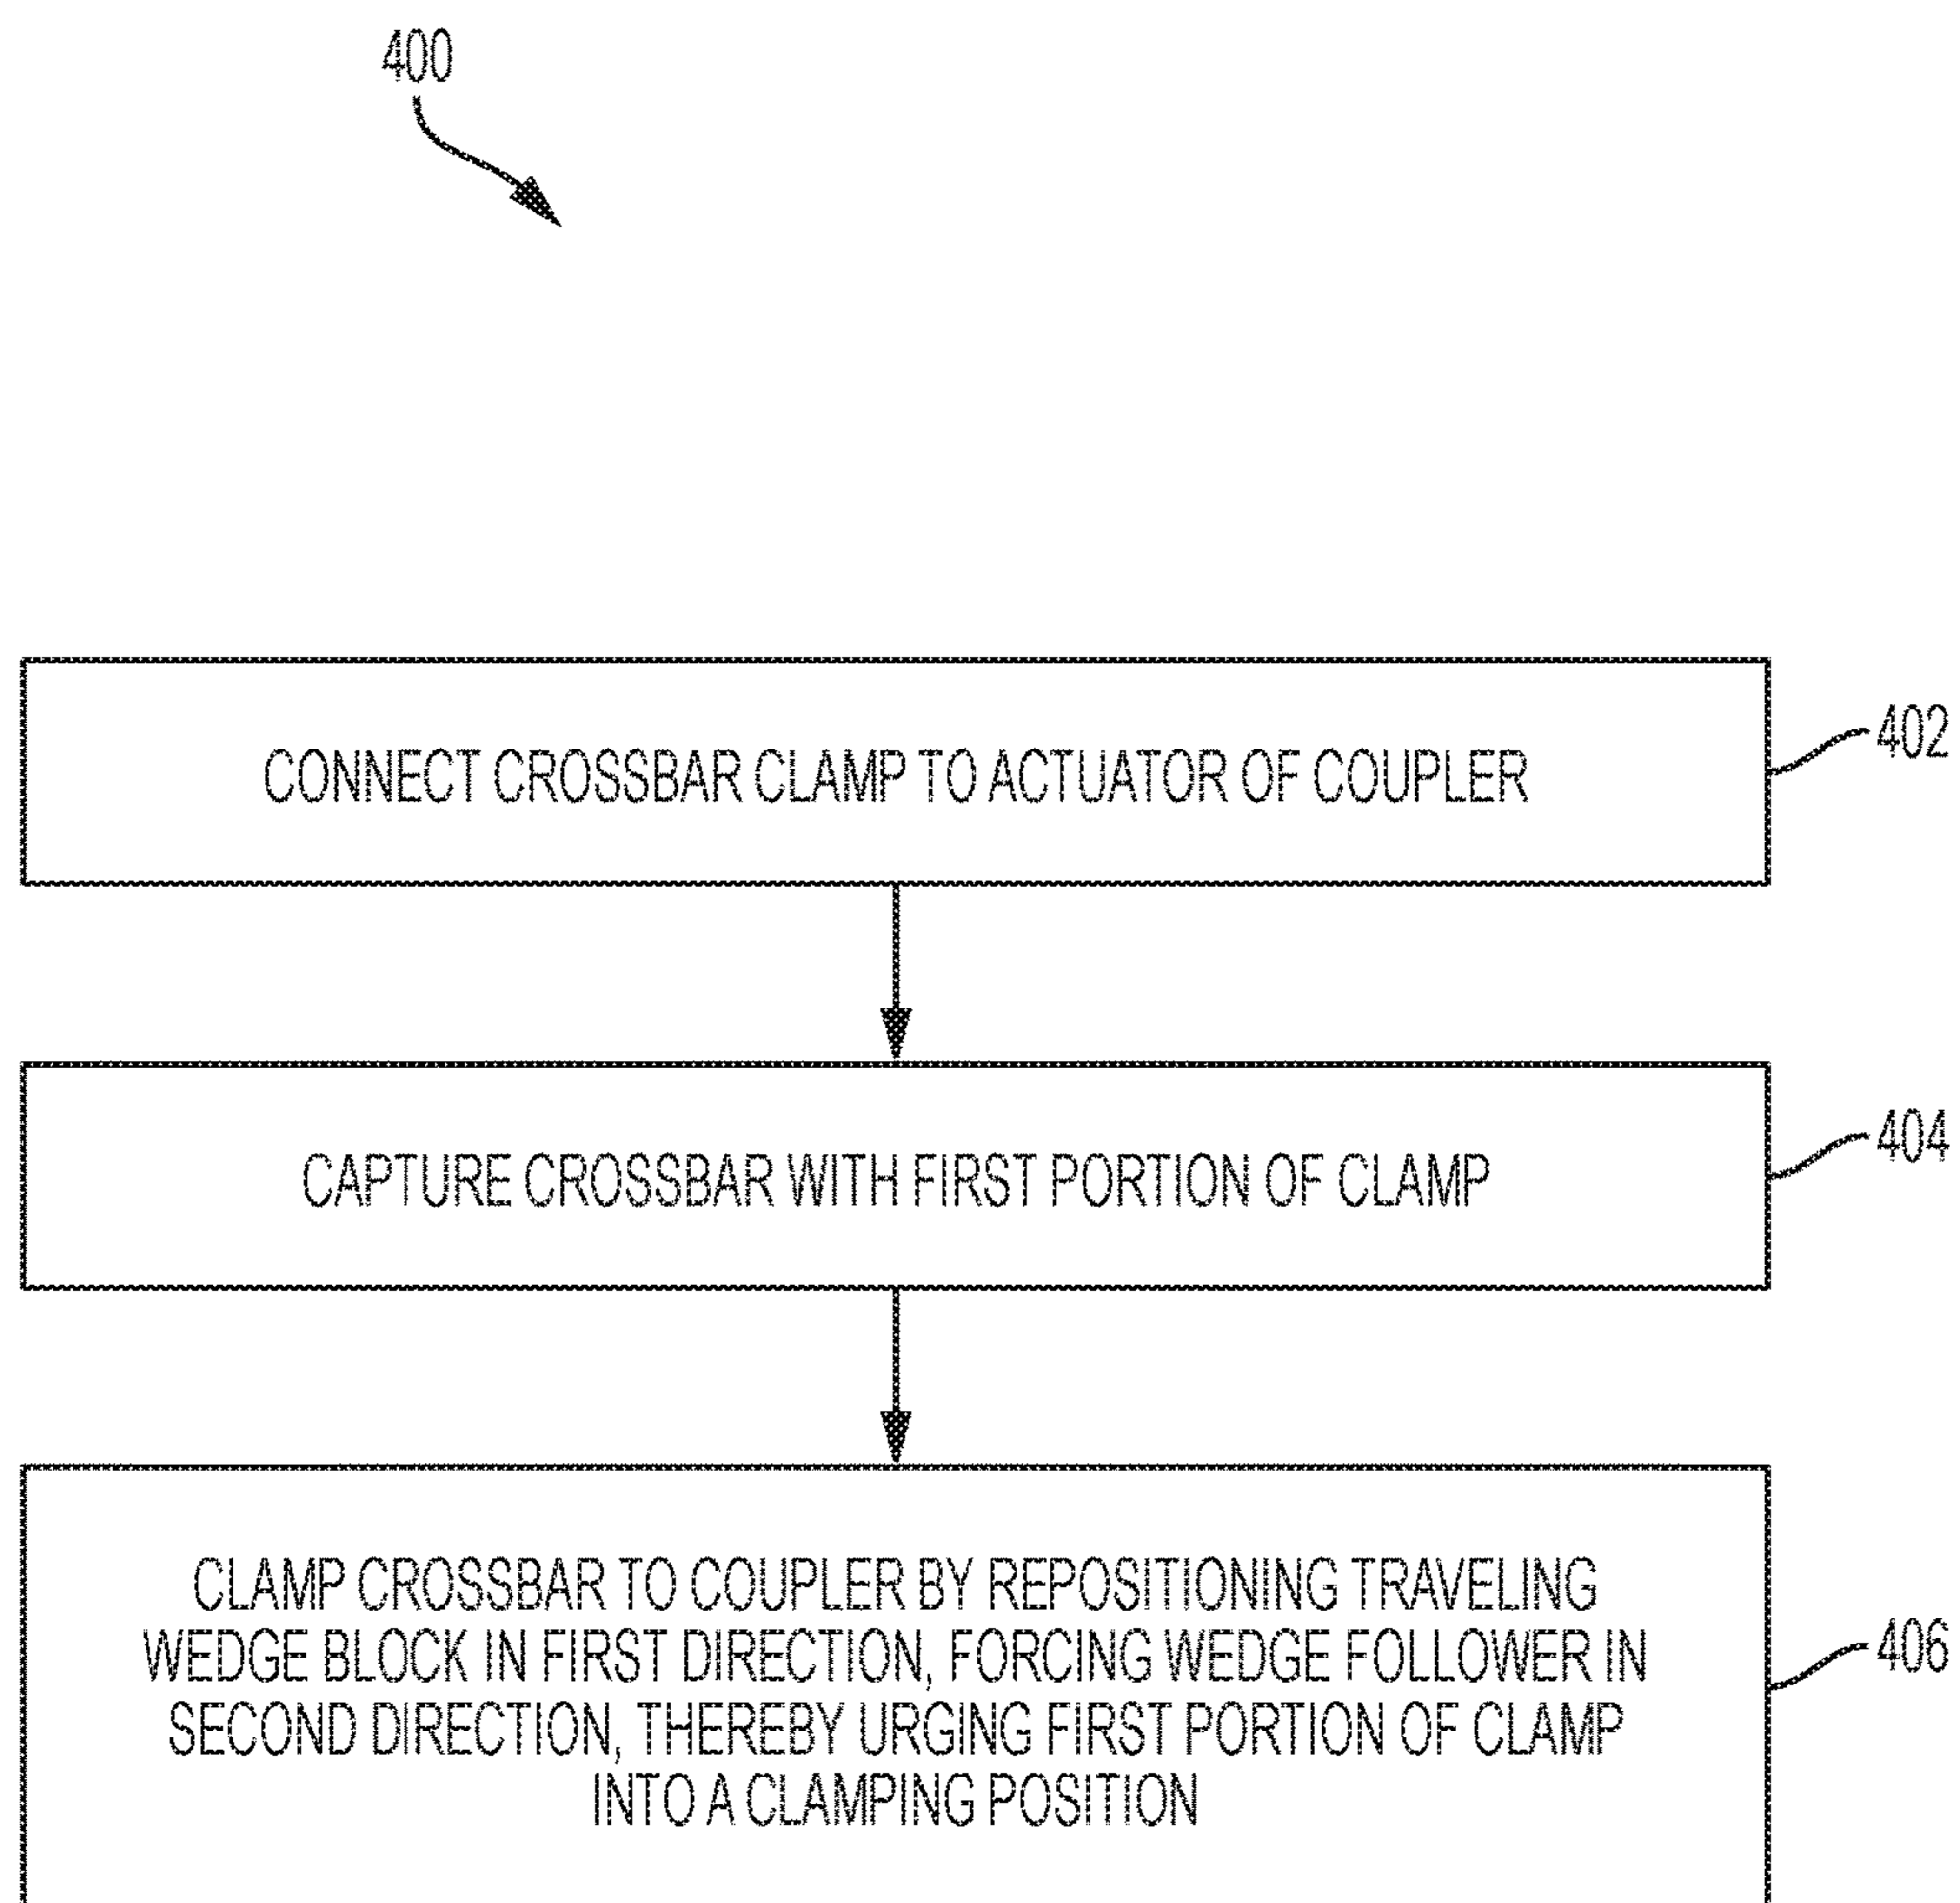 400
CONNECT CROSSBAR CLAMP TO ACTUATOR OF COUPLER
402
CAPTURE CROSSBAR WITH FIRST PORTION OF CLAMP
404
CLAMP CROSSBAR TO COUPLER BY REPOSITIONING TRAVELING
WEDGE BLOCK IN FIRST DIRECTION, FORCING WEDGE FOLLOWER IN
SECOND DIRECTION, THEREBY URGING FIRST PORTION OF CLAMP
INTO A CLAMPING POSITION
406